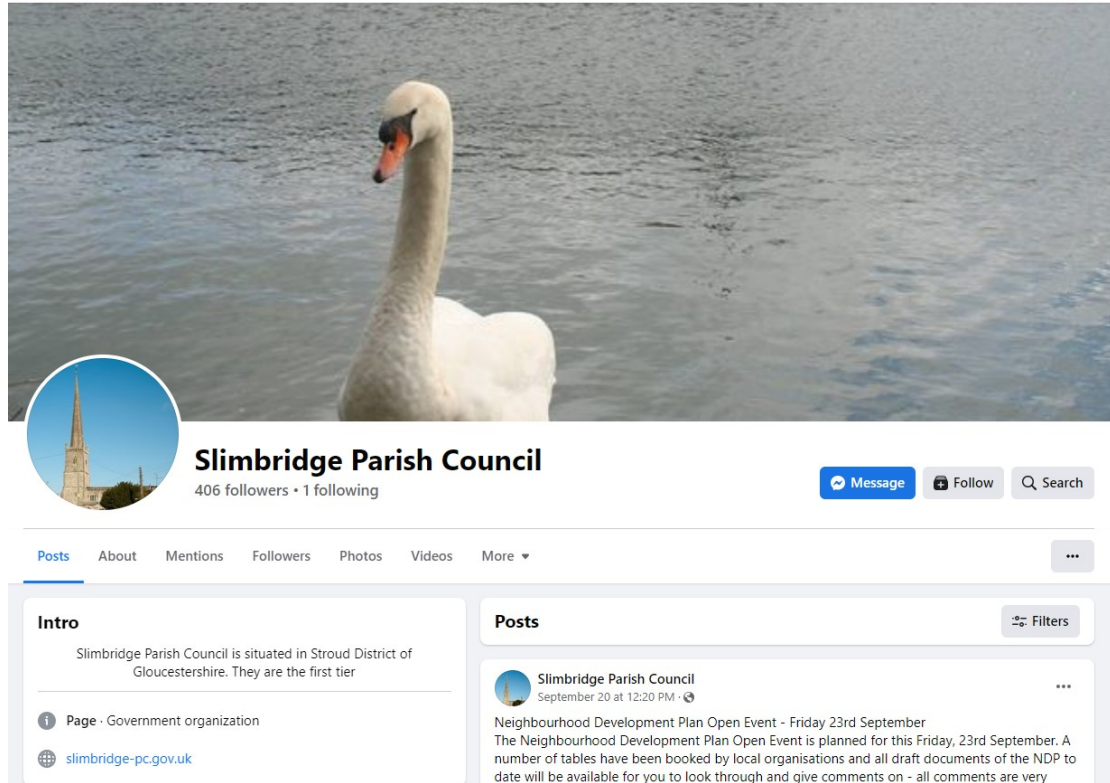 Slimbridge Parish Council
406 followers • 1 following
Message
Follow
Search
Posts
About
Mentions
Followers
Photos
Videos
More
Intro
Slimbridge Parish Council is situated in Stroud District of
Gloucestershire. They are the first tier
Page · Government organization
slimbridge-pc.gov.uk
Posts
Filters
Slimbridge Parish Council
September 20 at 12:20 PM ·
Neighbourhood Development Plan Open Event - Friday 23rd September
The Neighbourhood Development Plan Open Event is planned for this Friday, 23rd September. A
number of tables have been booked by local organisations and all draft documents of the NDP to
date will be available for you to look through and give comments on - all comments are very